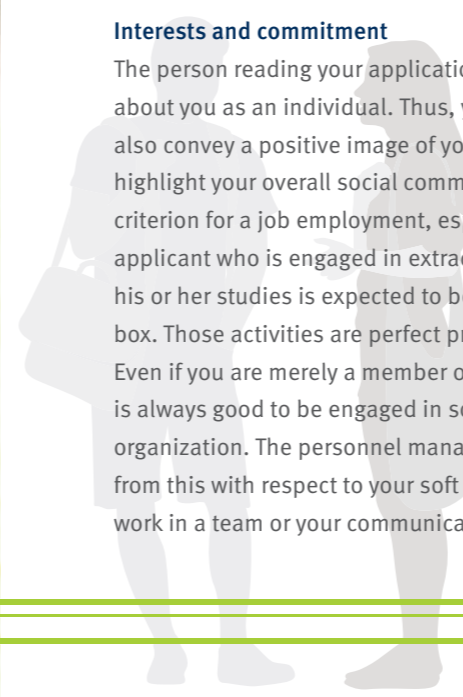 Interests and commitment
The person reading your applicatio
about you as an individual. Thus,
also convey a positive image of yo
highlight your overall social comm
criterion for a job employment, es
applicant who is engaged in extra
his or her studies is expected to b
box. Those activities are perfect p
Even if you are merely a member o
is always good to be engaged in s
organization. The personnel mana
from this with respect to your soft
work in a team or your communica